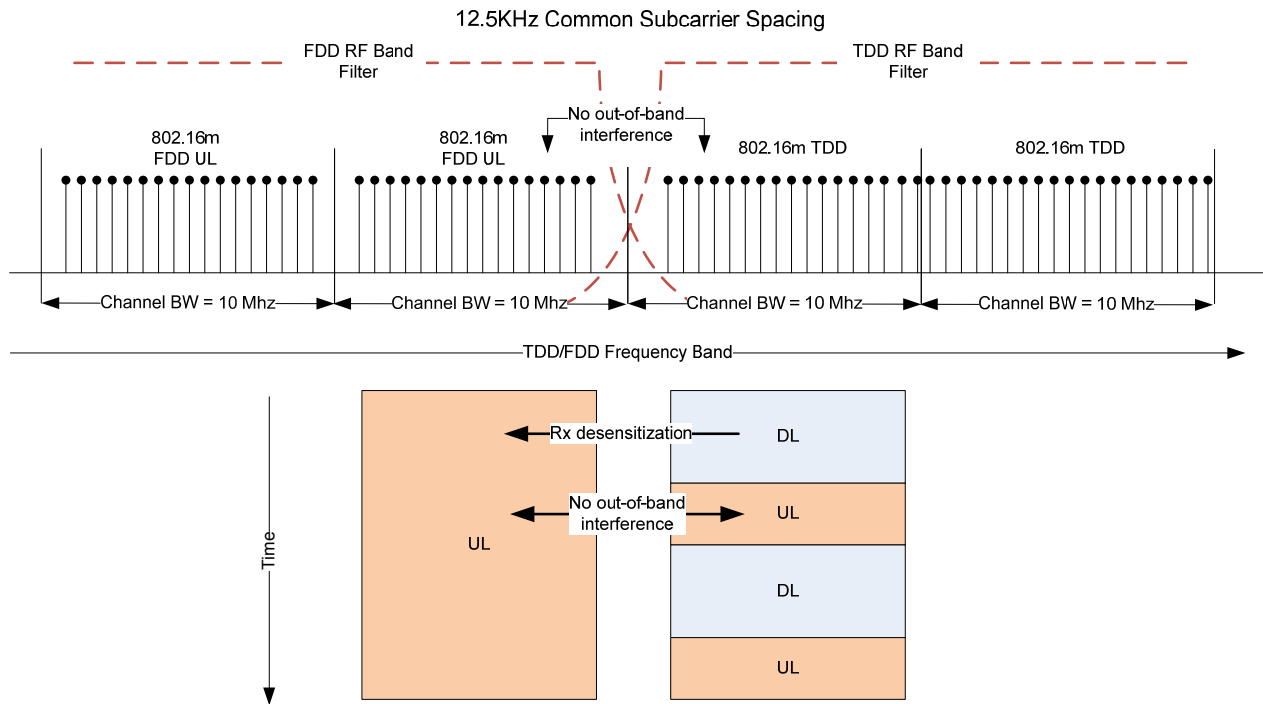 12.5KHz Common Subcarrier Spacing
FDD RF Band
Filter
TDD RF Band
Filter
No out-of-band
interference
802.16m
FDD UL
802.16m
FDD UL
802.16m TDD
802.16m TDD
Channel BW = 10 Mhz
Channel BW = 10 Mhz
Channel BW = 10 Mhz
Channel BW = 10 Mhz
TDD/FDD Frequency Band
Rx desensitization
DL
No out-of-band
interference
UL
UL
Time
DL
UL